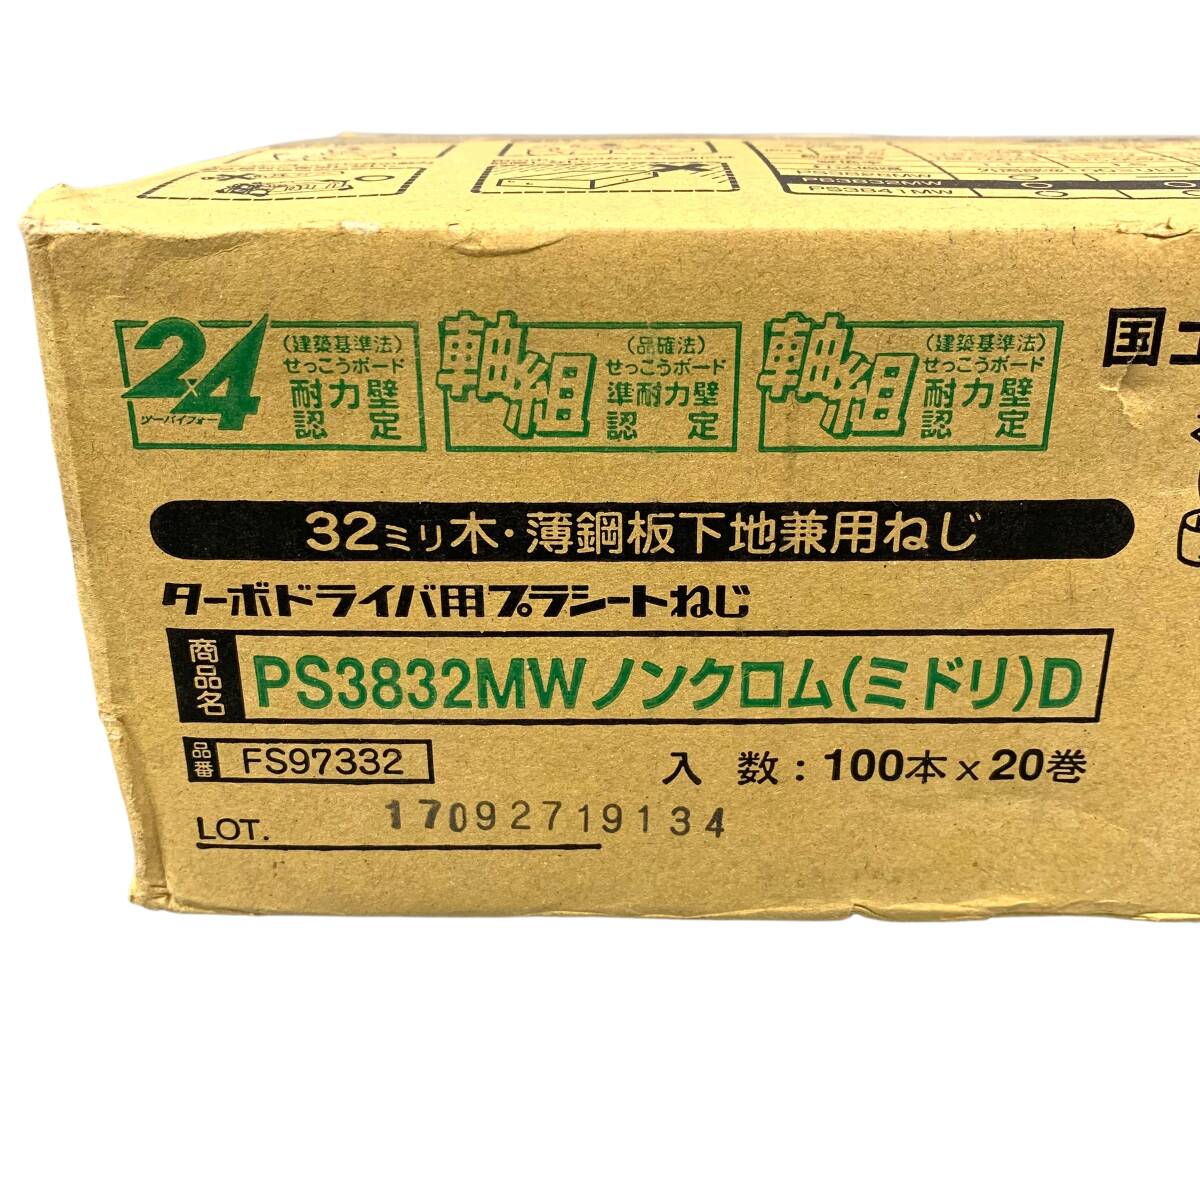 PS3832MW
PS3841MW
2×4
ツーバイフォー
(建築基準法)
せっこうボード
耐力壁
認定
軸組
(品確法)
せっこうボード
準耐力壁
認定
軸組
(建築基準法)
せっこうボード
耐力壁
認定
国
32ミリ木・薄鋼板下地兼用ねじ
ターボドライバ用プラシートねじ
商品名 PS3832MWノンクロム(ミドリ)D
品番 FS97332 入数:100本×20巻
LOT. 17092719134